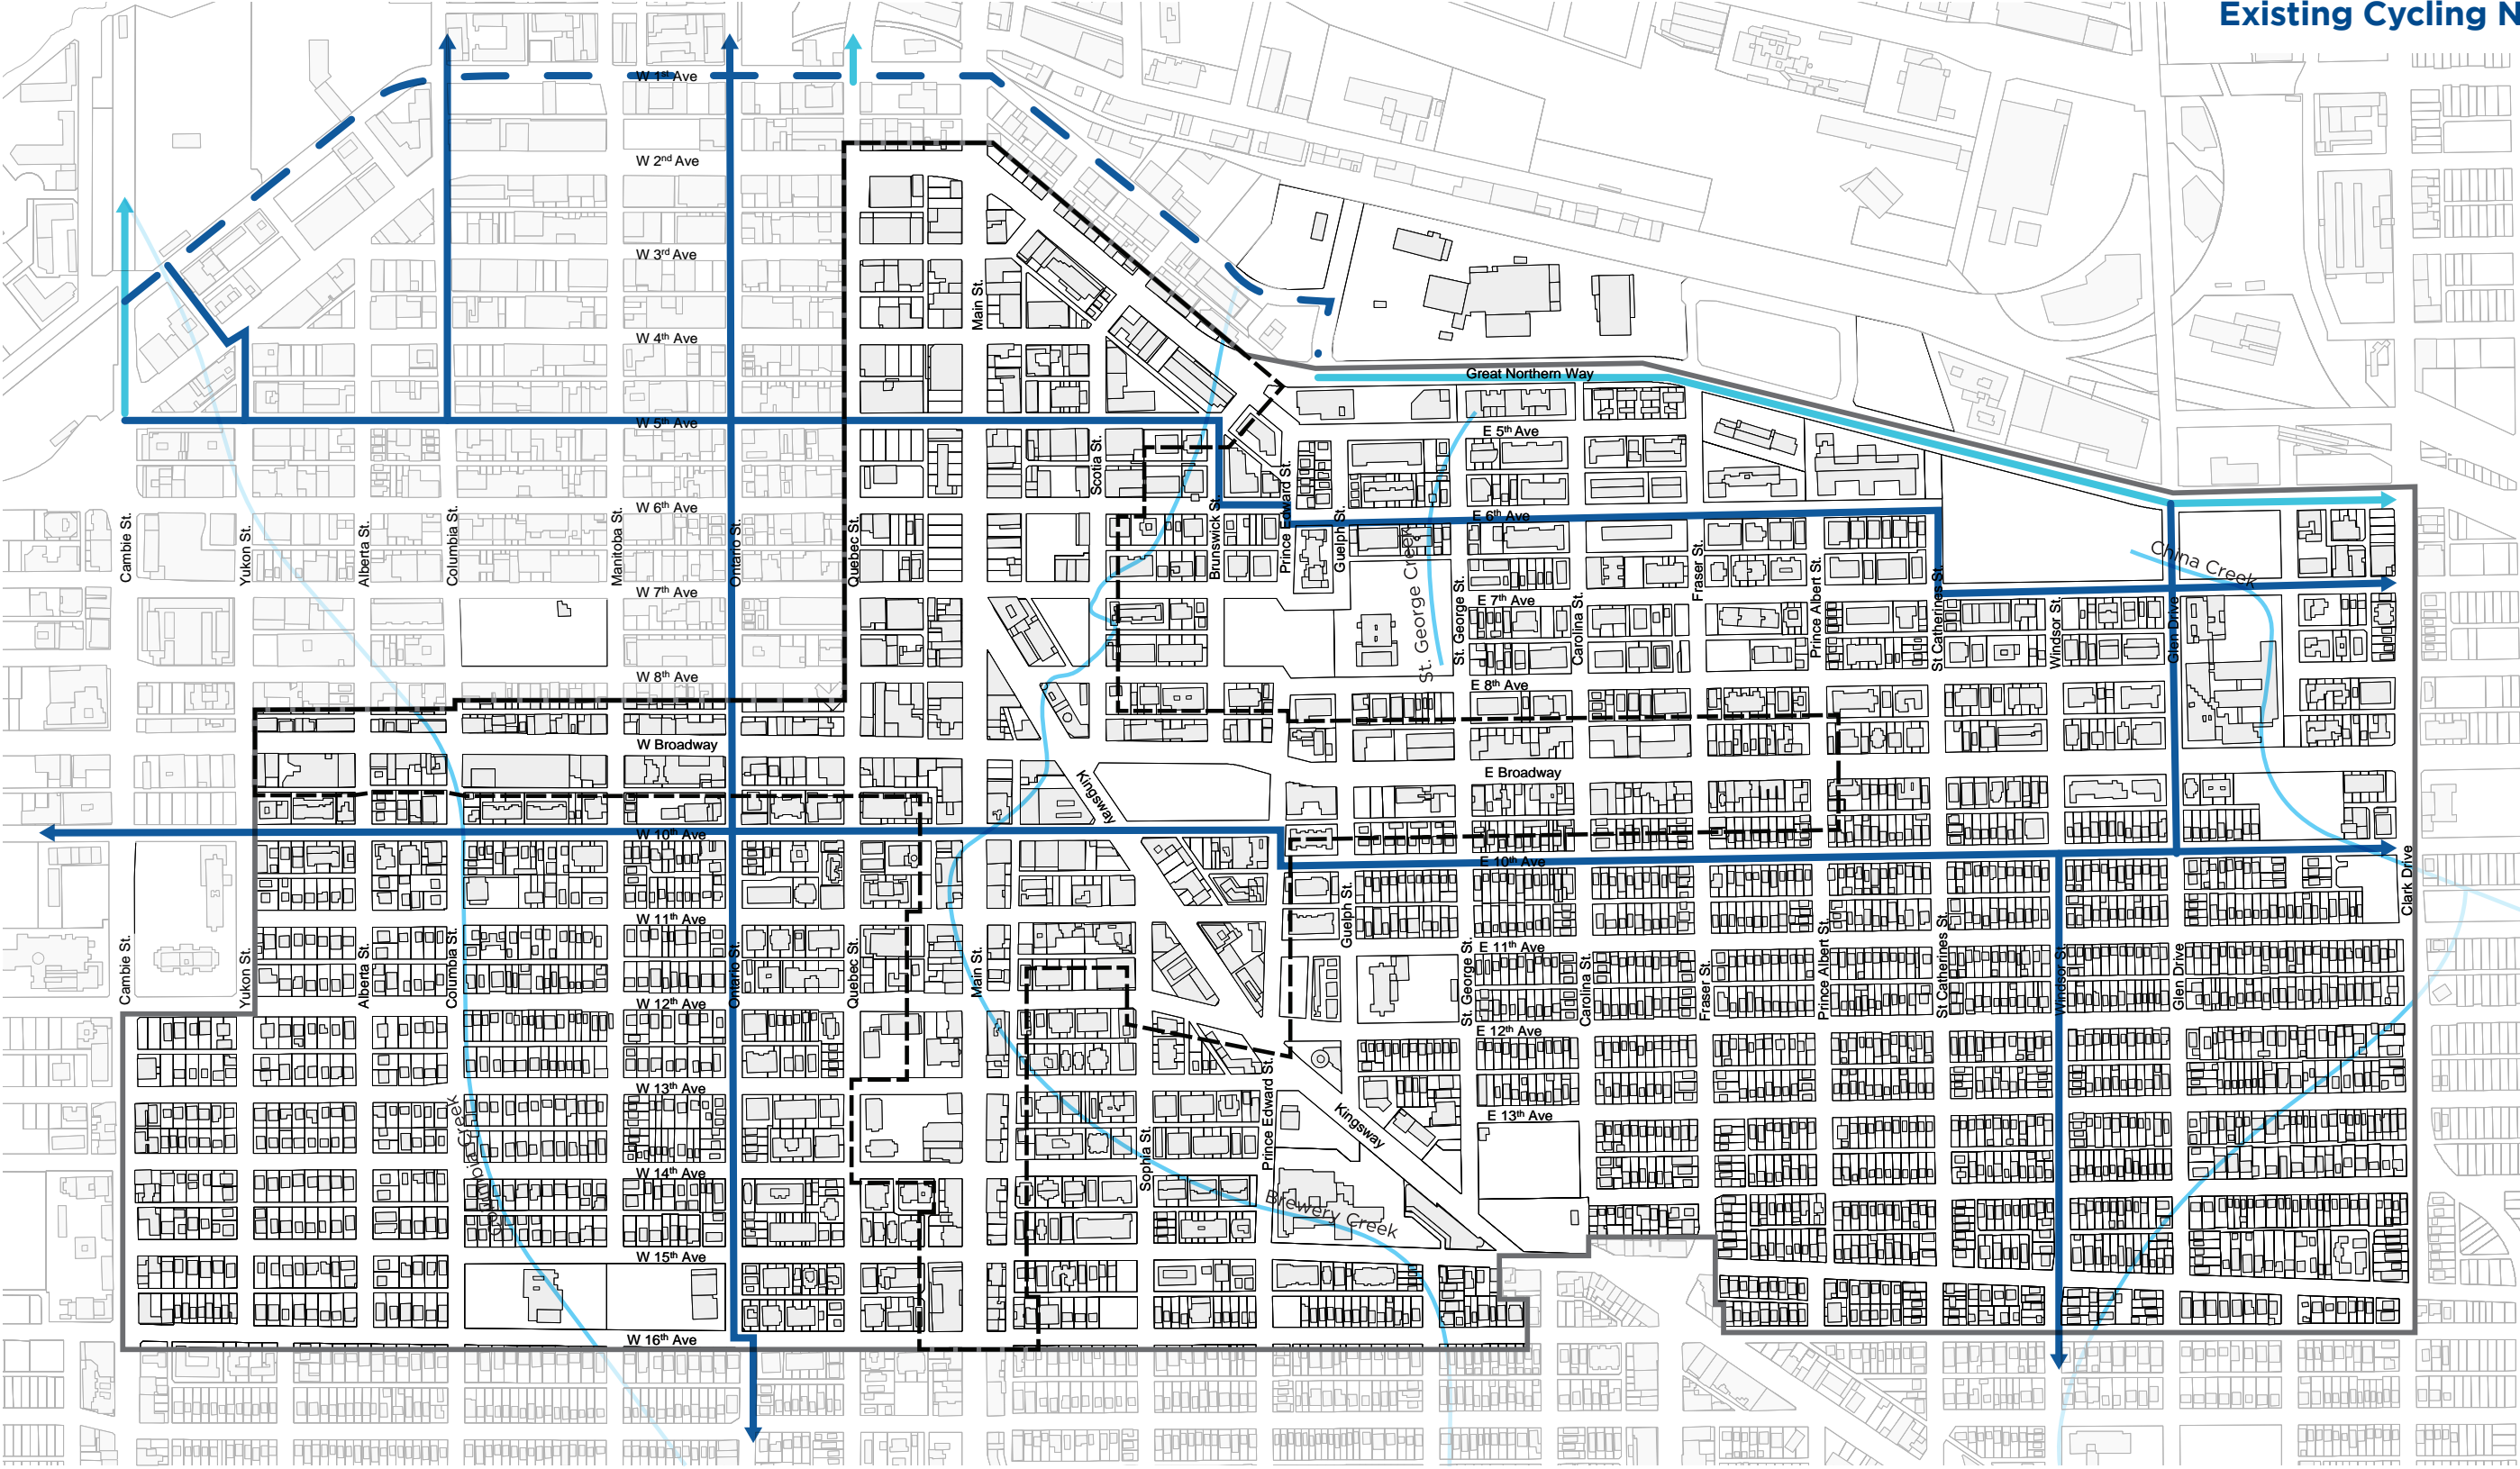 Existing Cycling N
W 1st Ave
W 2nd Ave
W 3rd Ave
Main St.
W 4th Ave
Great Northern Way
W 5th Ave
E 5th Ave
Scotia St.
W 6th Ave
E 6th Ave
Cambie St.
Yukon St.
Alberta St.
Columbia St.
Manitoba St.
Ontario St.
Quebec St.
Brunswick St.
Prince Edward St.
Guelph St.
St. George Creek
St. George St.
Carolina St.
Fraser St.
Prince Albert St.
St Catherines St.
Windsor St.
Glen Drive
China Creek
W 7th Ave
E 7th Ave
W 8th Ave
E 8th Ave
W Broadway
E Broadway
Kingsway
W 10th Ave
E 10th Ave
Clark Drive
W 11th Ave
E 11th Ave
Cambie St.
Yukon St.
Alberta St.
Columbia St.
Ontario St.
Quebec St.
Main St.
Guelph St.
St. George St.
Carolina St.
Fraser St.
Prince Albert St.
St Catherines St.
Windsor St.
Glen Drive
W 12th Ave
E 12th Ave
W 13th Ave
E 13th Ave
Columbia Creek
Sophia St.
Prince Edward St.
Kingsway
W 14th Ave
Brewery Creek
W 15th Ave
W 16th Ave